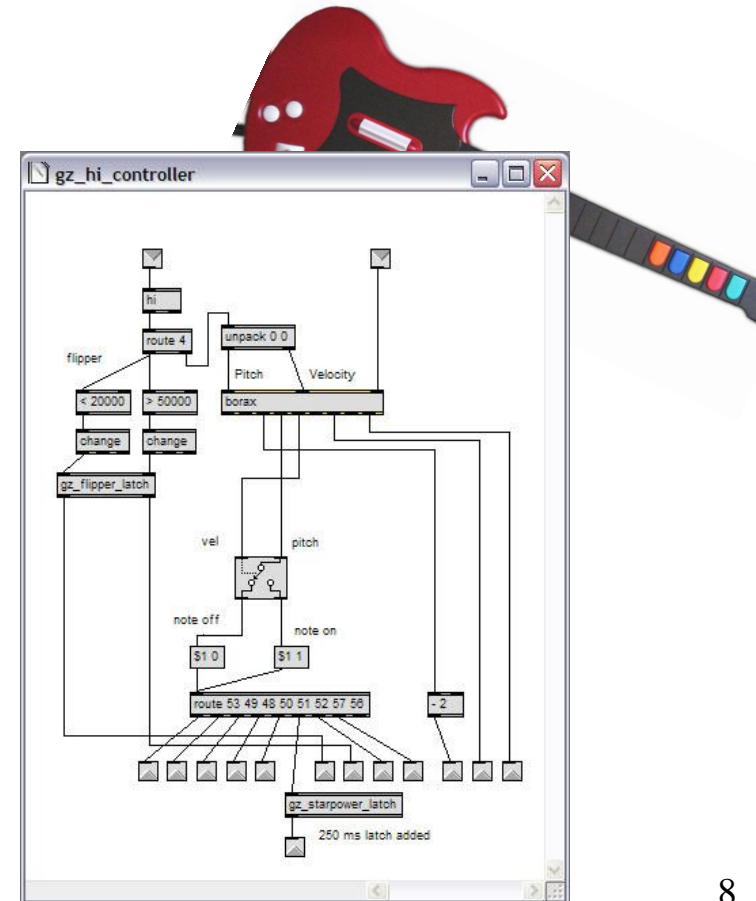 gz_hi_controller
hi
route 4
unpack 0 0
flipper
Pitch
Velocity
< 20000
> 50000
borax
change
change
gz_flipper_latch
vel
pitch
note off
note on
$1 0
$1 1
route 53 49 48 50 51 52 57 56
- 2
gz_starpower_latch
250 ms latch added
8